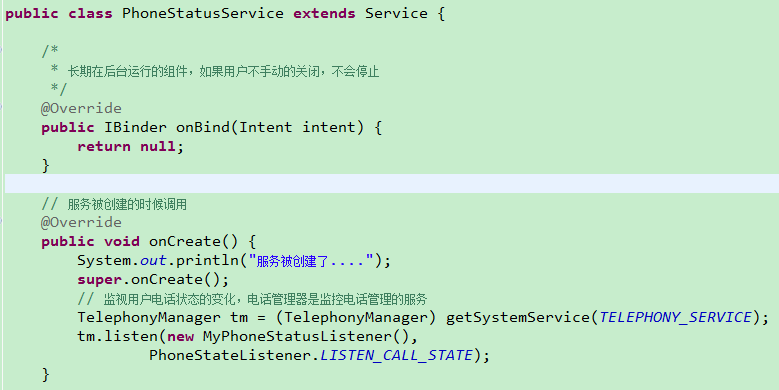 public class PhoneStatusService extends Service {
/*
* 长期在后台运行的组件，如果用户不手动的关闭，不会停止
*/
@Override
public IBinder onBind(Intent intent) {
return null;
}
// 服务被创建的时候调用
@Override
public void onCreate() {
System.out.println("服务被创建了....");
super.onCreate();
// 监视用户电话状态的变化，电话管理器是监控电话管理的服务
TelephonyManager tm = (TelephonyManager) getSystemService(TELEPHONY_SERVICE);
tm.listen(new MyPhoneStatusListener(),
PhoneStateListener.LISTEN_CALL_STATE);
}